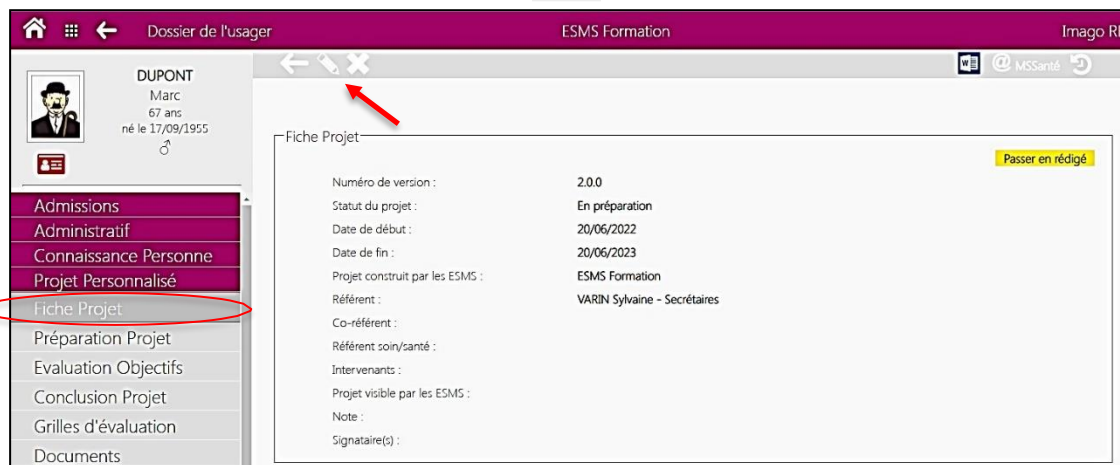 Dossier de l'usager ESMS Formation Imago R
DUPONT
Marc
67 ans
né le 17/09/1955
MSSanté
Admissions
Administratif
Connaissance Personne
Projet Personnalisé
Fiche Projet
Préparation Projet
Evaluation Objectifs
Conclusion Projet
Grilles d'évaluation
Documents
Fiche Projet
Passer en rédigé
Numéro de version : 2.0.0
Statut du projet : En préparation
Date de début : 20/06/2022
Date de fin : 20/06/2023
Projet construit par les ESMS : ESMS Formation
Référent : VARIN Sylvaine - Secrétaires
Co-référent :
Référent soin/santé :
Intervenants :
Projet visible par les ESMS :
Note :
Signataire(s) :